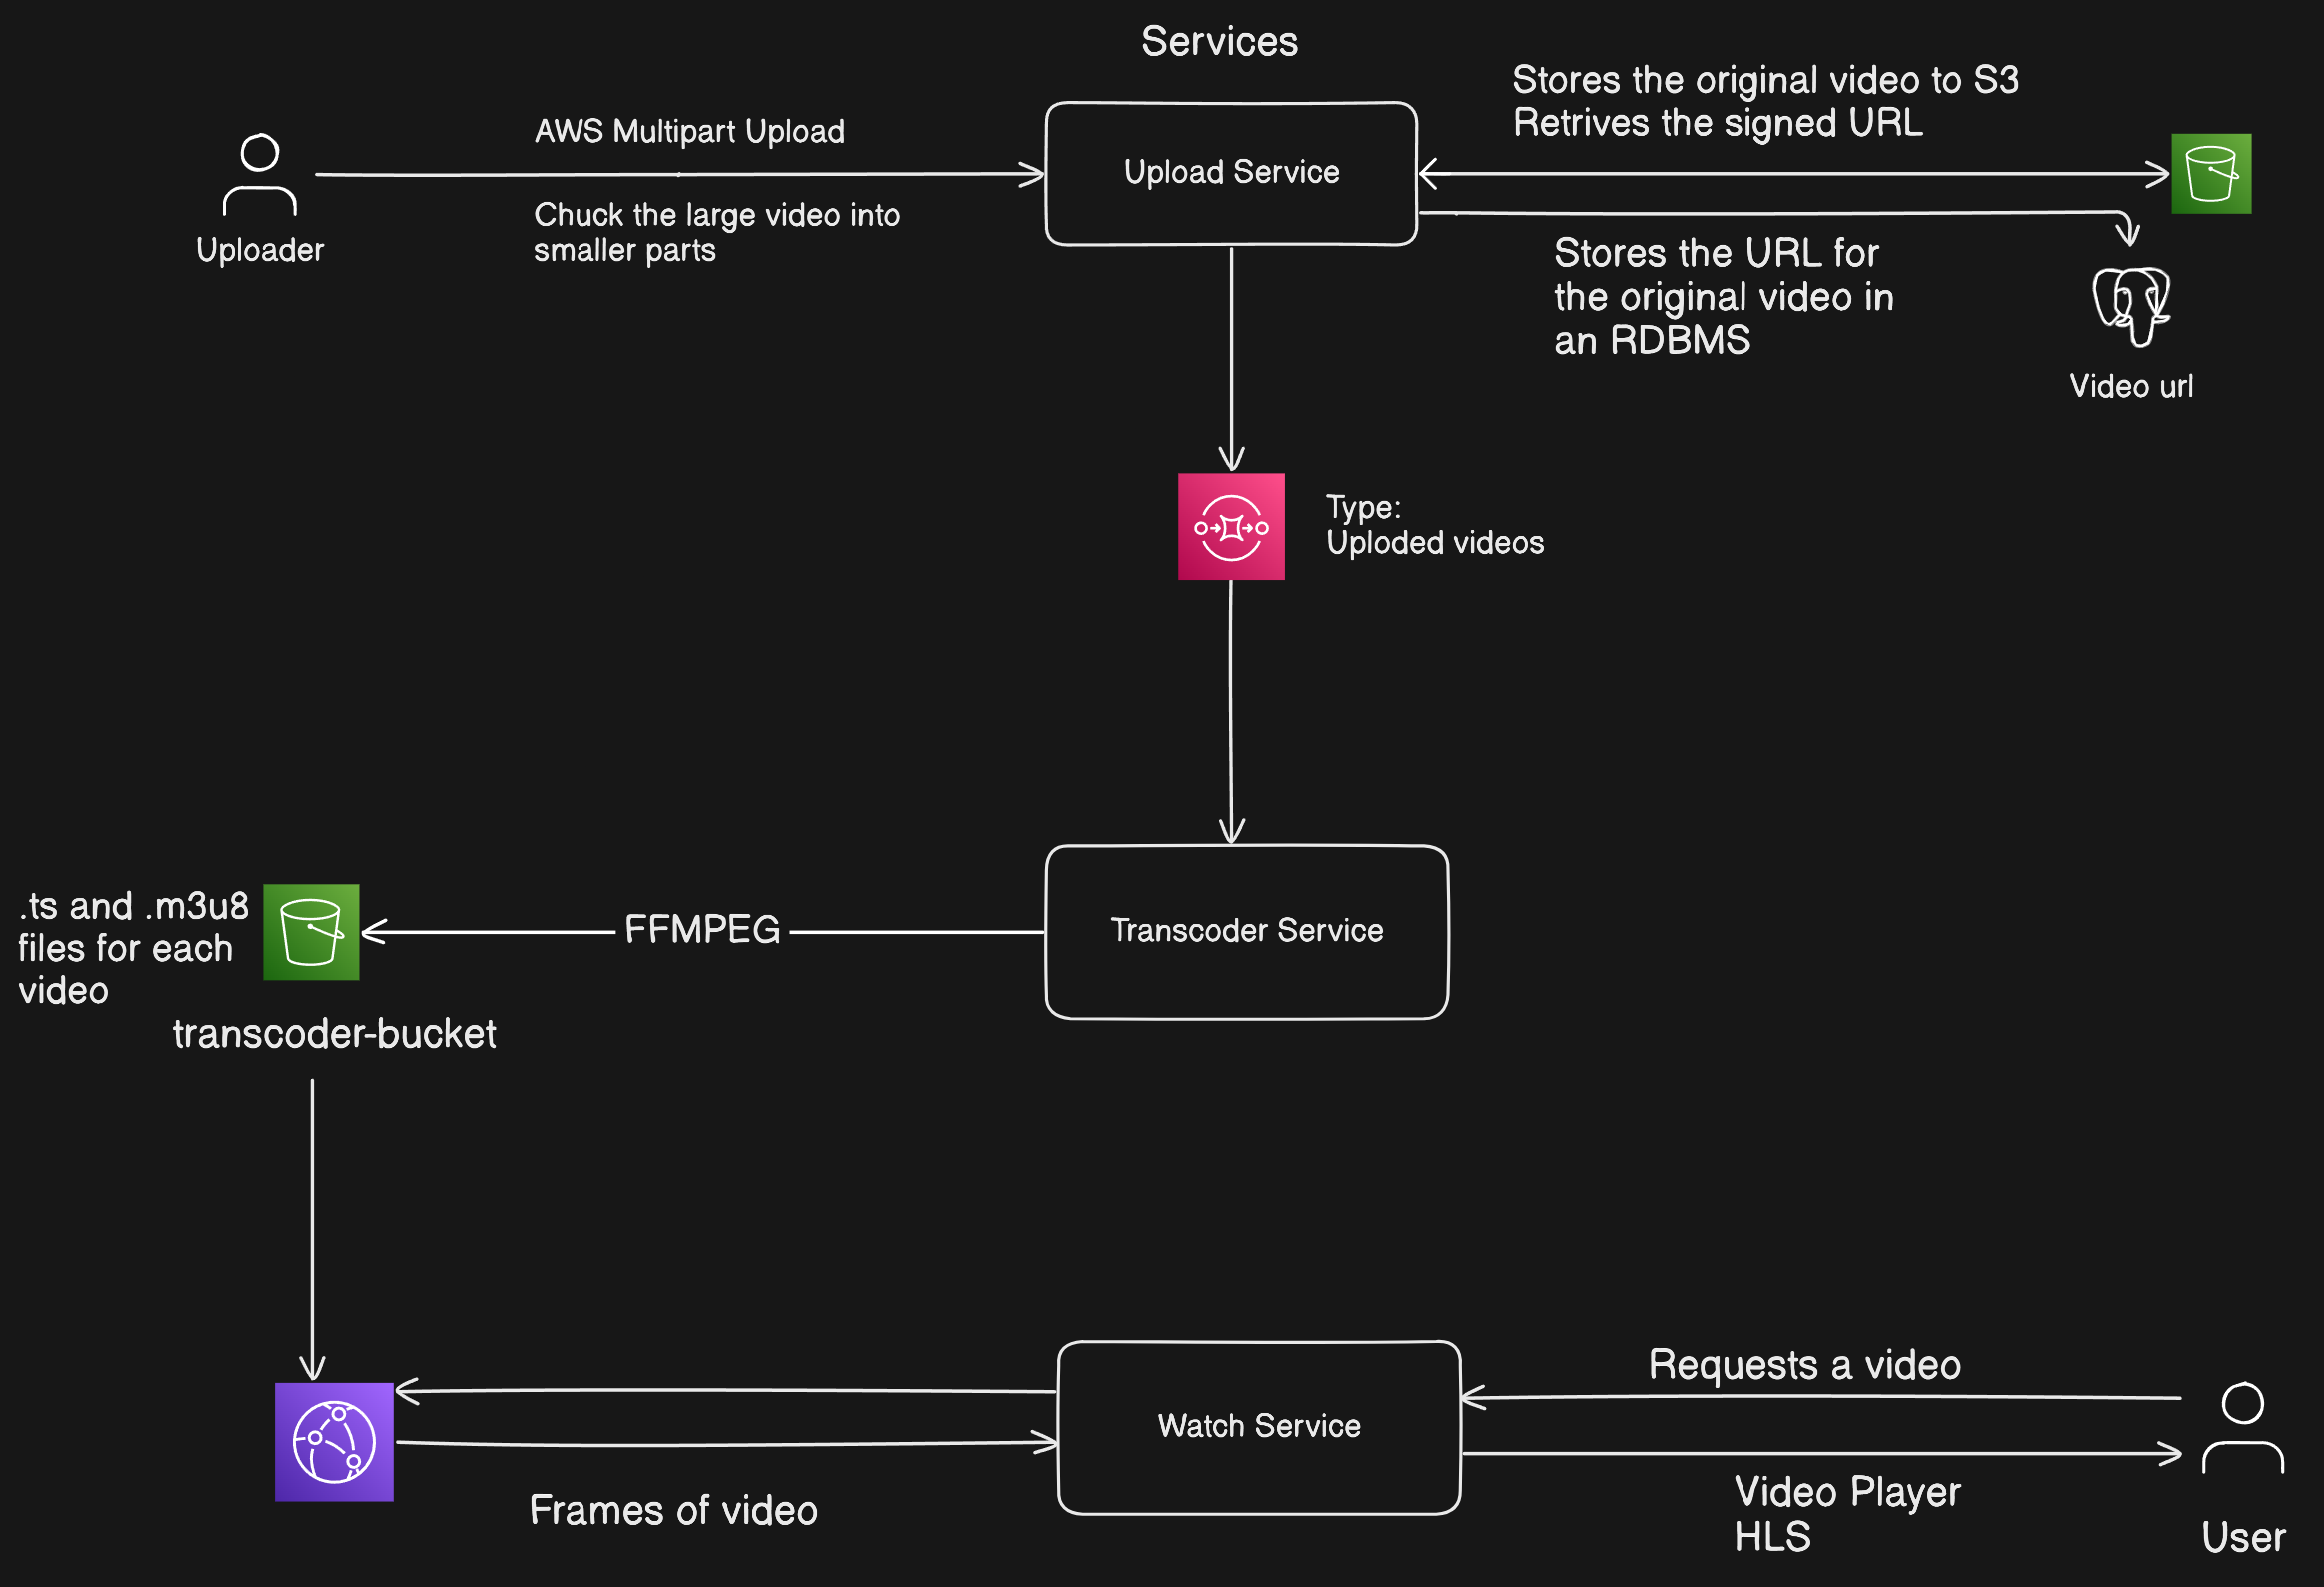 Services
AWS Multipart Upload
Chuck the large video into
smaller parts
Uploader
Upload Service
Stores the original video to S3
Retrives the signed URL
Stores the URL for
the original video in
an RDBMS
Video url
Type:
Uploded videos
.ts and .m3u8
files for each
video
transcoder-bucket
FFMPEG
Transcoder Service
Frames of video
Watch Service
Requests a video
Video Player
HLS
User